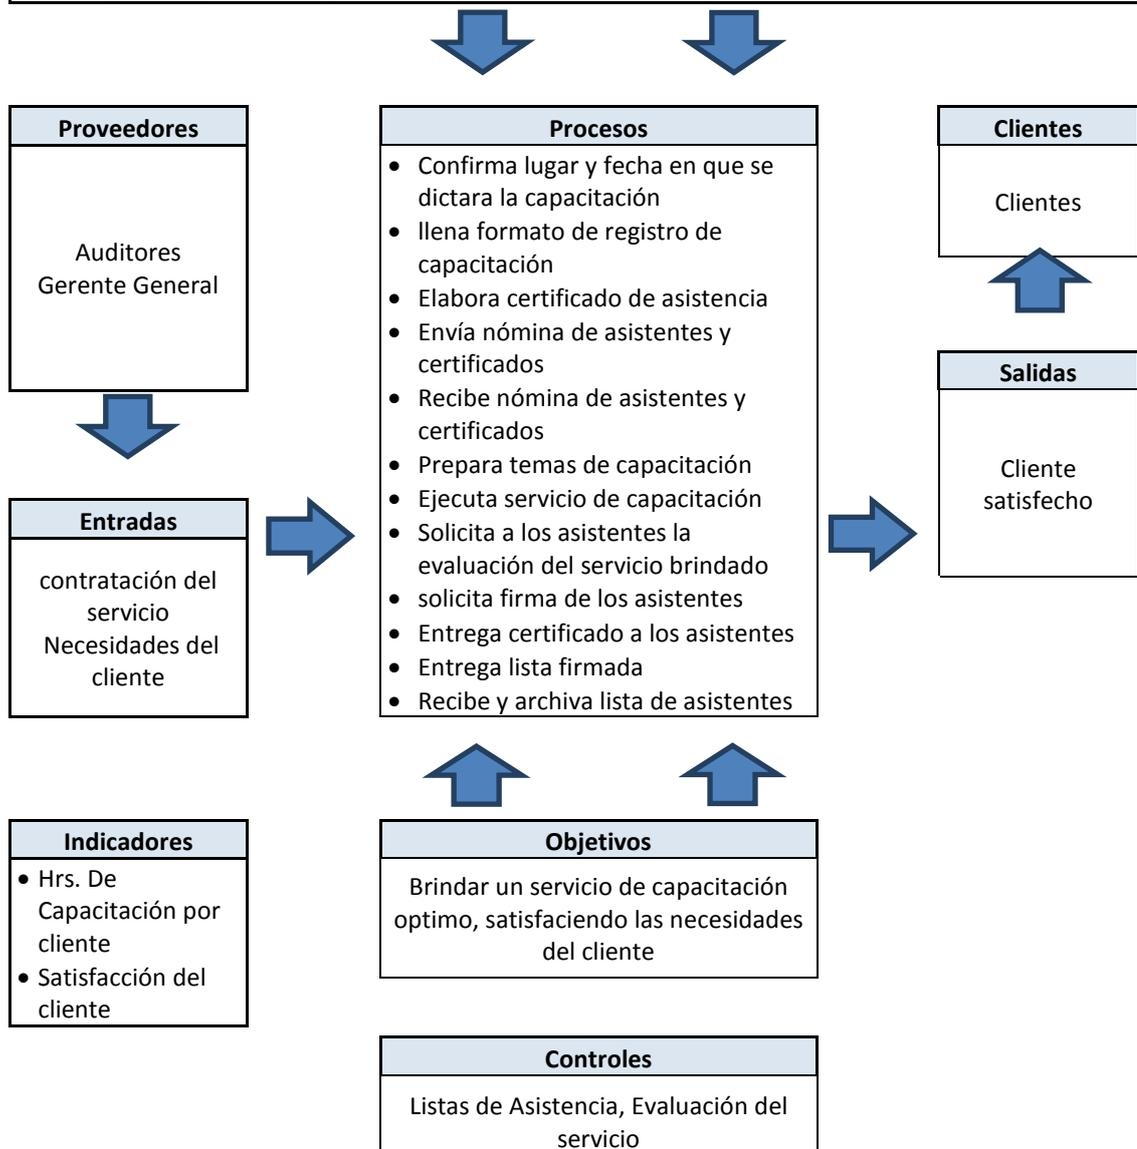 Proveedores
Auditores
Gerente General
Entradas
contratación del
servicio
Necesidades del
cliente
Indicadores
• Hrs. De
Capacitación por
cliente
• Satisfacción del
cliente
Procesos
• Confirma lugar y fecha en que se
dictara la capacitación
• llena formato de registro de
capacitación
• Elabora certificado de asistencia
• Envía nómina de asistentes y
certificados
• Recibe nómina de asistentes y
certificados
• Prepara temas de capacitación
• Ejecuta servicio de capacitación
• Solicita a los asistentes la
evaluación del servicio brindado
• solicita firma de los asistentes
• Entrega certificado a los asistentes
• Entrega lista firmada
• Recibe y archiva lista de asistentes
Objetivos
Brindar un servicio de capacitación
optimo, satisfaciendo las necesidades
del cliente
Controles
Listas de Asistencia, Evaluación del
servicio
Clientes
Clientes
Salidas
Cliente
satisfecho